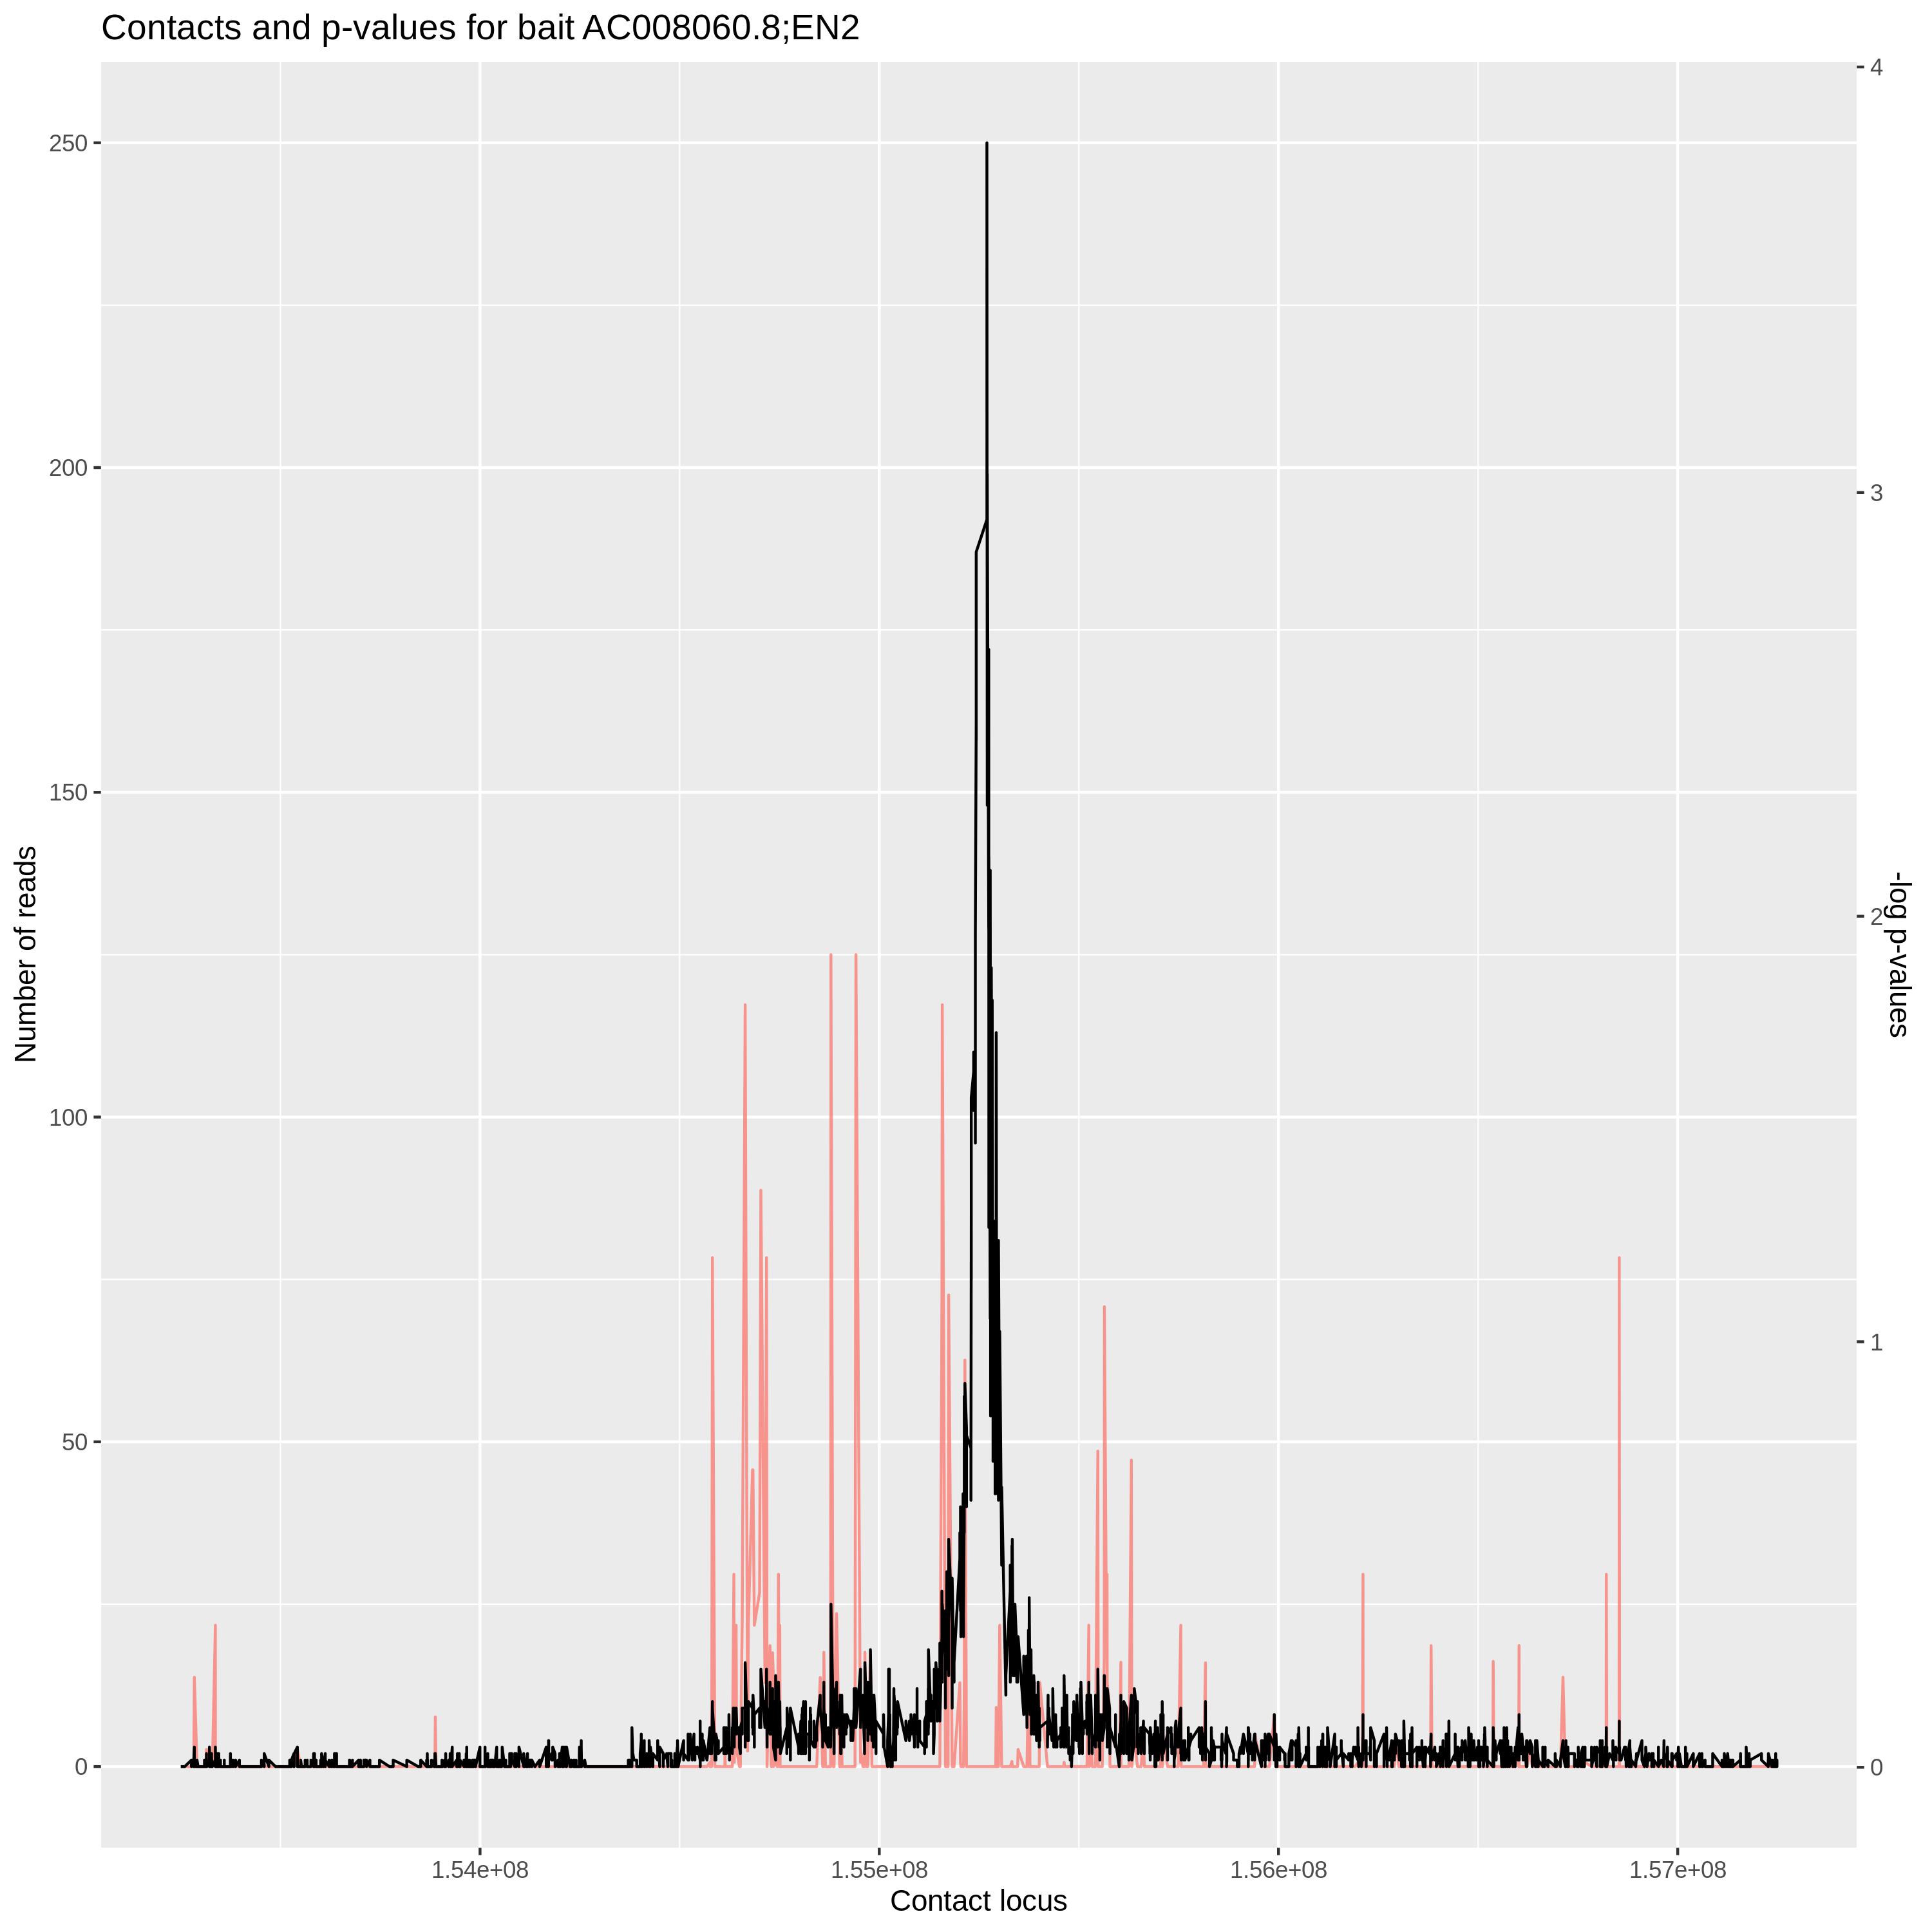 Contacts and p-values for bait AC008060.8;EN2
250
200
150
100
50
0
Number of reads
4
3
2
1
0
-log p-values
1.54e+08
1.55e+08
1.56e+08
1.57e+08
Contact locus